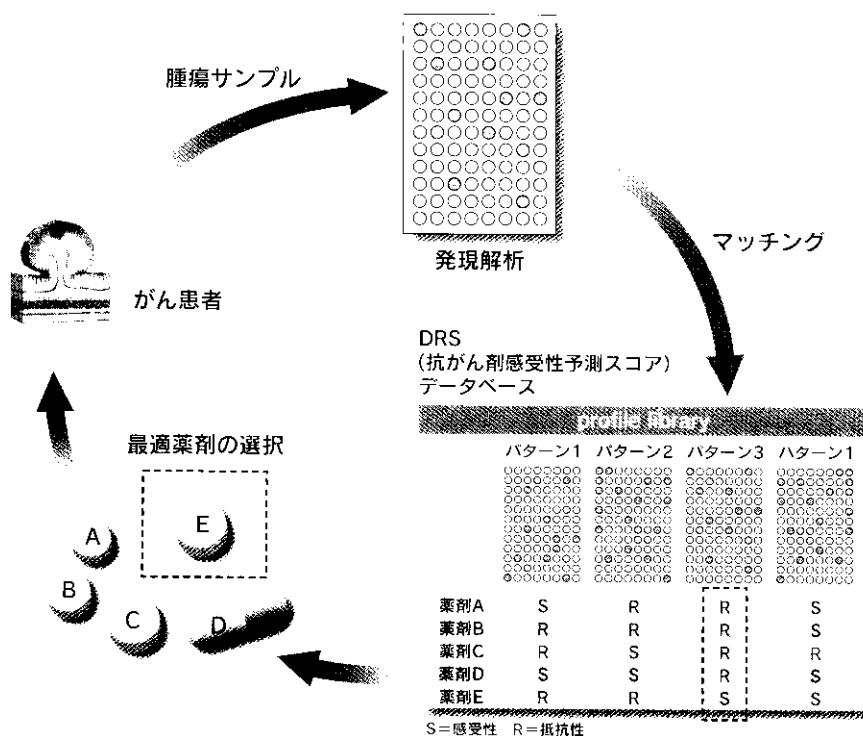 腫瘍サンプル
発現解析
マッチング
がん患者
DRS
(抗がん剤感受性予測スコア)
データベース
profile library
パターン1 パターン2 パターン3 パターン1
薬剤A S R R S
薬剤B R R R S
薬剤C R S R R
薬剤D S S R S
薬剤E R R S S
S=感受性 R=抵抗性
最適薬剤の選択
E
A
B
C
D